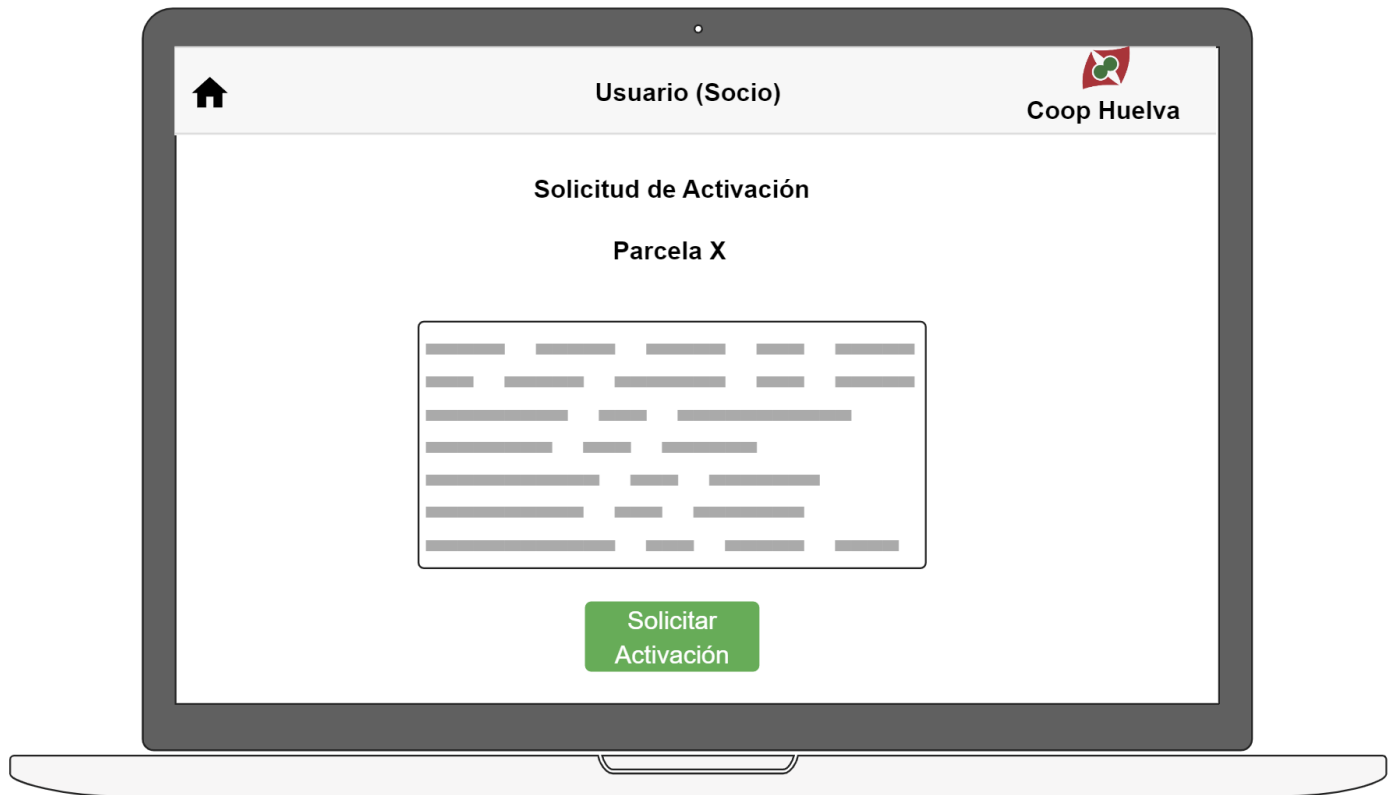 Usuario (Socio)
Coop Huelva
Solicitud de Activación
Parcela X
Solicitar
Activación